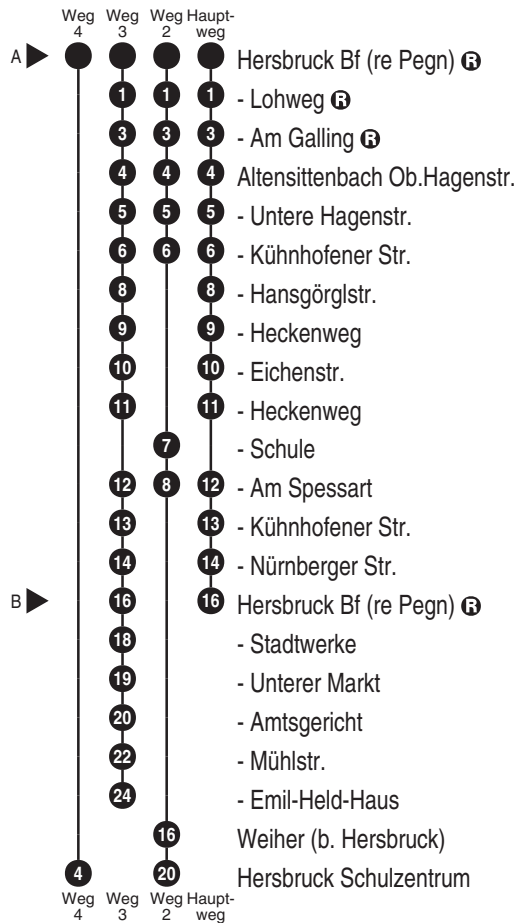 Weg 4 Weg 3 Weg 2 Haupt-weg
A Hersbruck Bf (re Pegn) R
1 1 1 - Lohweg R
3 3 3 - Am Galling R
4 4 4 Altensittenbach Ob.Hagenstr.
5 5 5 - Untere Hagenstr.
6 6 6 - Kühnhofener Str.
8 8 - Hansgörglstr.
9 9 - Heckenweg
10 10 - Eichenstr.
11 11 - Heckenweg
7 - Schule
12 8 12 - Am Spessart
13 13 - Kühnhofener Str.
14 14 - Nürnberger Str.
B 16 16 Hersbruck Bf (re Pegn) R
18 - Stadtwerke
19 - Unterer Markt
20 - Amtsgericht
22 - Mühlstr.
24 - Emil-Held-Haus
16 Weiher (b. Hersbruck)
4 20 Hersbruck Schulzentrum
Weg 4 Weg 3 Weg 2 Haupt-weg